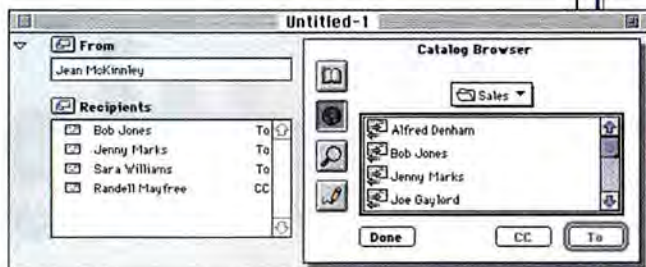 Untitled-1
From
Jean McKinnley
Recipients
Bob Jones To
Jenny Marks To
Sara Williams To
Randell Mayfree CC
Catalog Browser
Sales
Alfred Denham
Bob Jones
Jenny Marks
Joe Gaylord
Done CC To